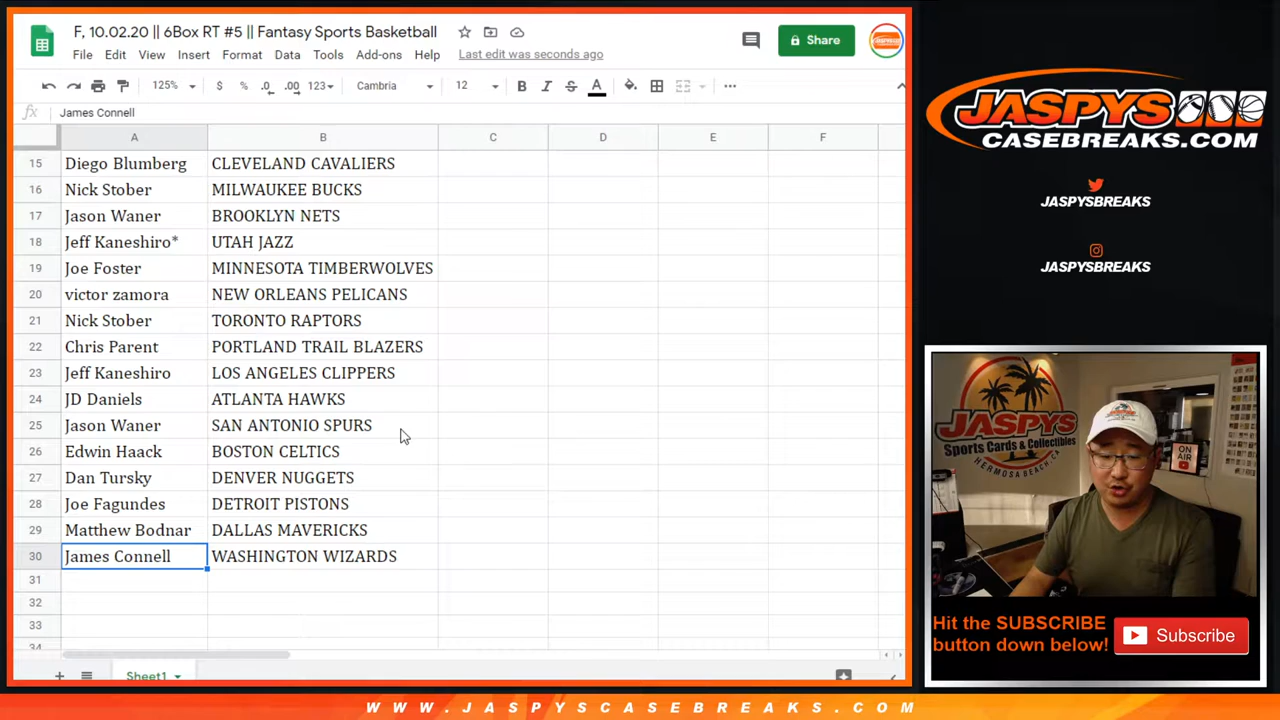 F, 10.02.20 || 6Box RT #5 || Fantasy Sports Basketball
File Edit View Insert Format Data Tools Add-ons Help Last edit was seconds ago
Share
125% $ % .0 .00 123 Cambria 12 B I S A
fx James Connell
A B C D E F
15 Diego Blumberg CLEVELAND CAVALIERS
16 Nick Stober MILWAUKEE BUCKS
17 Jason Waner BROOKLYN NETS
18 Jeff Kaneshiro* UTAH JAZZ
19 Joe Foster MINNESOTA TIMBERWOLVES
20 victor zamora NEW ORLEANS PELICANS
21 Nick Stober TORONTO RAPTORS
22 Chris Parent PORTLAND TRAIL BLAZERS
23 Jeff Kaneshiro LOS ANGELES CLIPPERS
24 JD Daniels ATLANTA HAWKS
25 Jason Waner SAN ANTONIO SPURS
26 Edwin Haack BOSTON CELTICS
27 Dan Tursky DENVER NUGGETS
28 Joe Fagundes DETROIT PISTONS
29 Matthew Bodnar DALLAS MAVERICKS
30 James Connell WASHINGTON WIZARDS
31
32
33
34
Sheet1
JASPYS
CASEBREAKS.COM
JASPYSBREAKS
JASPYSBREAKS
JASPYS
Sports Cards & Collectibles
HERMOSA BEACH, CA
ON AIR
Hit the SUBSCRIBE
button down below!
Subscribe
WWW.JASPYSCASEBREAKS.COM